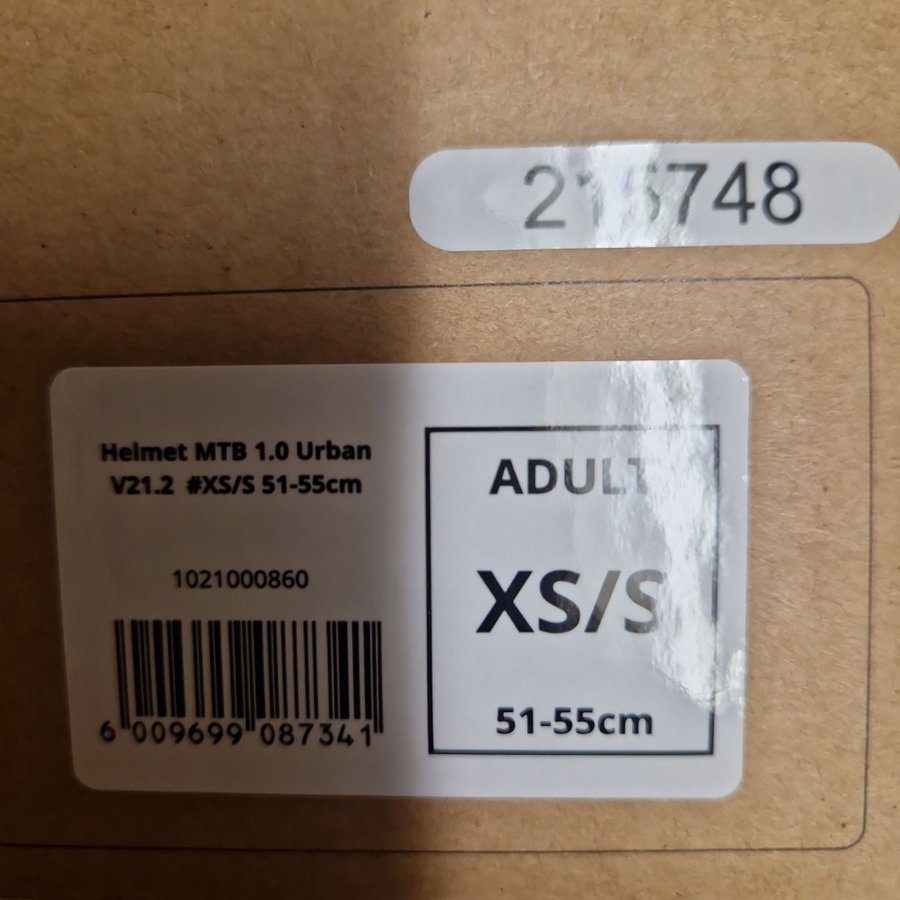 Helmet MTB 1.0 Urban
V21.2 #XS/S 51-55cm
1021000860
6 009699 087341
ADULT
XS/S
51-55cm